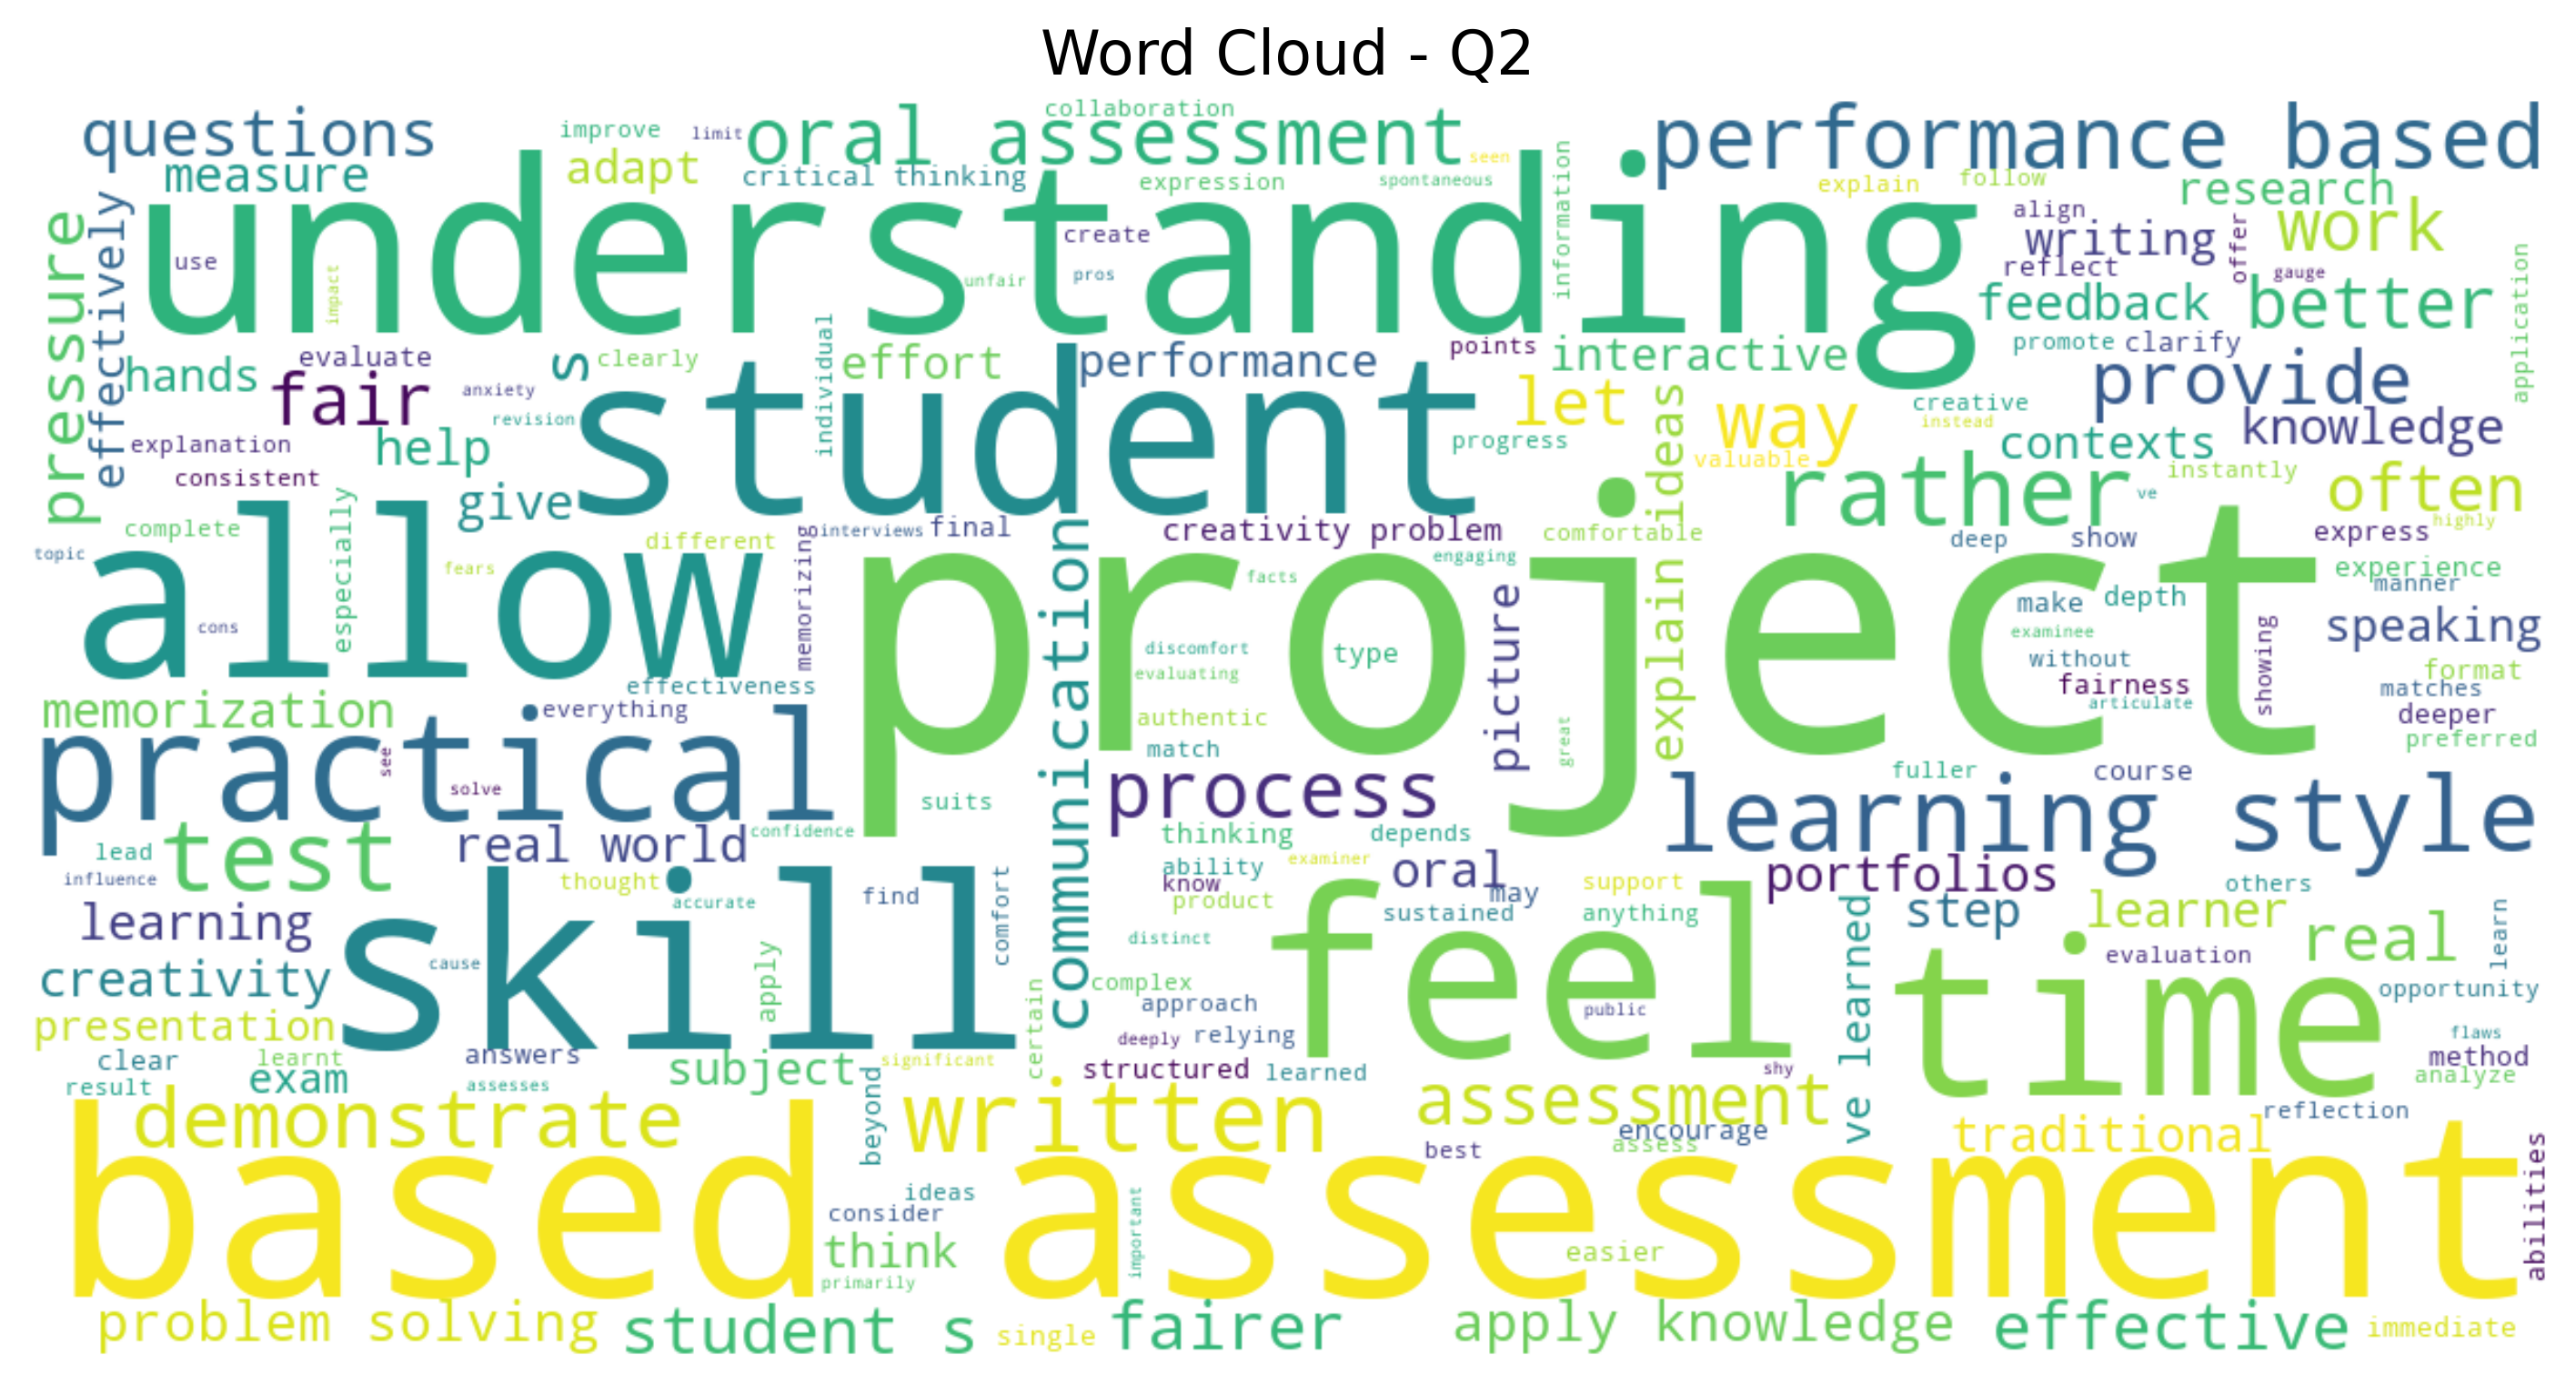 Word Cloud - Q2
collaboration
questions
improve
limit
oral assessment
performance based
seen
measure
adapt
critical thinking
expression
spontaneous
information
explain
follow
research
pressure
effectively
understanding
use
impact
create
unfair
pros
align
writing
reflect
offer
work
gauge
feedback
better
application
hands
evaluate
fair
anxiety
s
clearly
revision
individual
effort
performance
student
points
interactive
let
progress
explain ideas
way
valuable
creative
instead
promote
clarify
provide
contexts
knowledge
explanation
consistent
help
give
rather
instantly
ve
often
highly
complete
topic
especially
allow
fears
cons
different
memorizing
interviews
final
communication
creativity problem
engaging
facts
comfortable
project
discomfort
evaluating
type
authentic
match
picture
great
deep
show
express
experience
manner
make
depth
examinee
without
fairness
articulate
showing
speaking
format
matches
deeper
preferred
memorization
effectiveness
everything
practical
see
solve
suits
process
thinking
depends
fuller
course
learning style
lead
test
real world
confidence
influence
thought
accurate
find
comfort
ability
examiner
know
product
oral
may
support
portfolios
others
learning
skill
cause
apply
sustained
anything
ve learned
step
learner
real
learn
distinct
feel
time
evaluation
creativity
certain
complex
approach
public
opportunity
presentation
deeply
relying
flaws
clear
learnt
answers
subject
significant
structured
learned
shy
method
analyze
result
exam
assesses
beyond
demonstrate
written
assessment
encourage
assess
best
traditional
reflection
abilities
based assessment
ideas
consider
think
primarily
important
easier
problem solving
student s
single
fairer
apply knowledge
effective
immediate